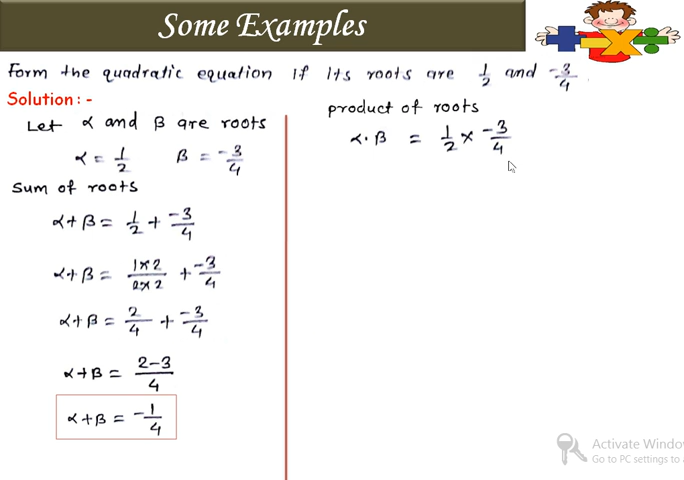 Some Examples
Form the quadratic equation if its roots are 1/2 and -3/4.
Solution :-
Let α and β are roots
α = 1/2    β = -3/4
Sum of roots
α+β = 1/2 + -3/4
α+β = 1×2/2×2 + -3/4
α+β = 2/4 + -3/4
α+β = 2-3/4
α+β = -1/4
product of roots
α·β = 1/2 × -3/4
Activate Windo
Go to PC settings to a